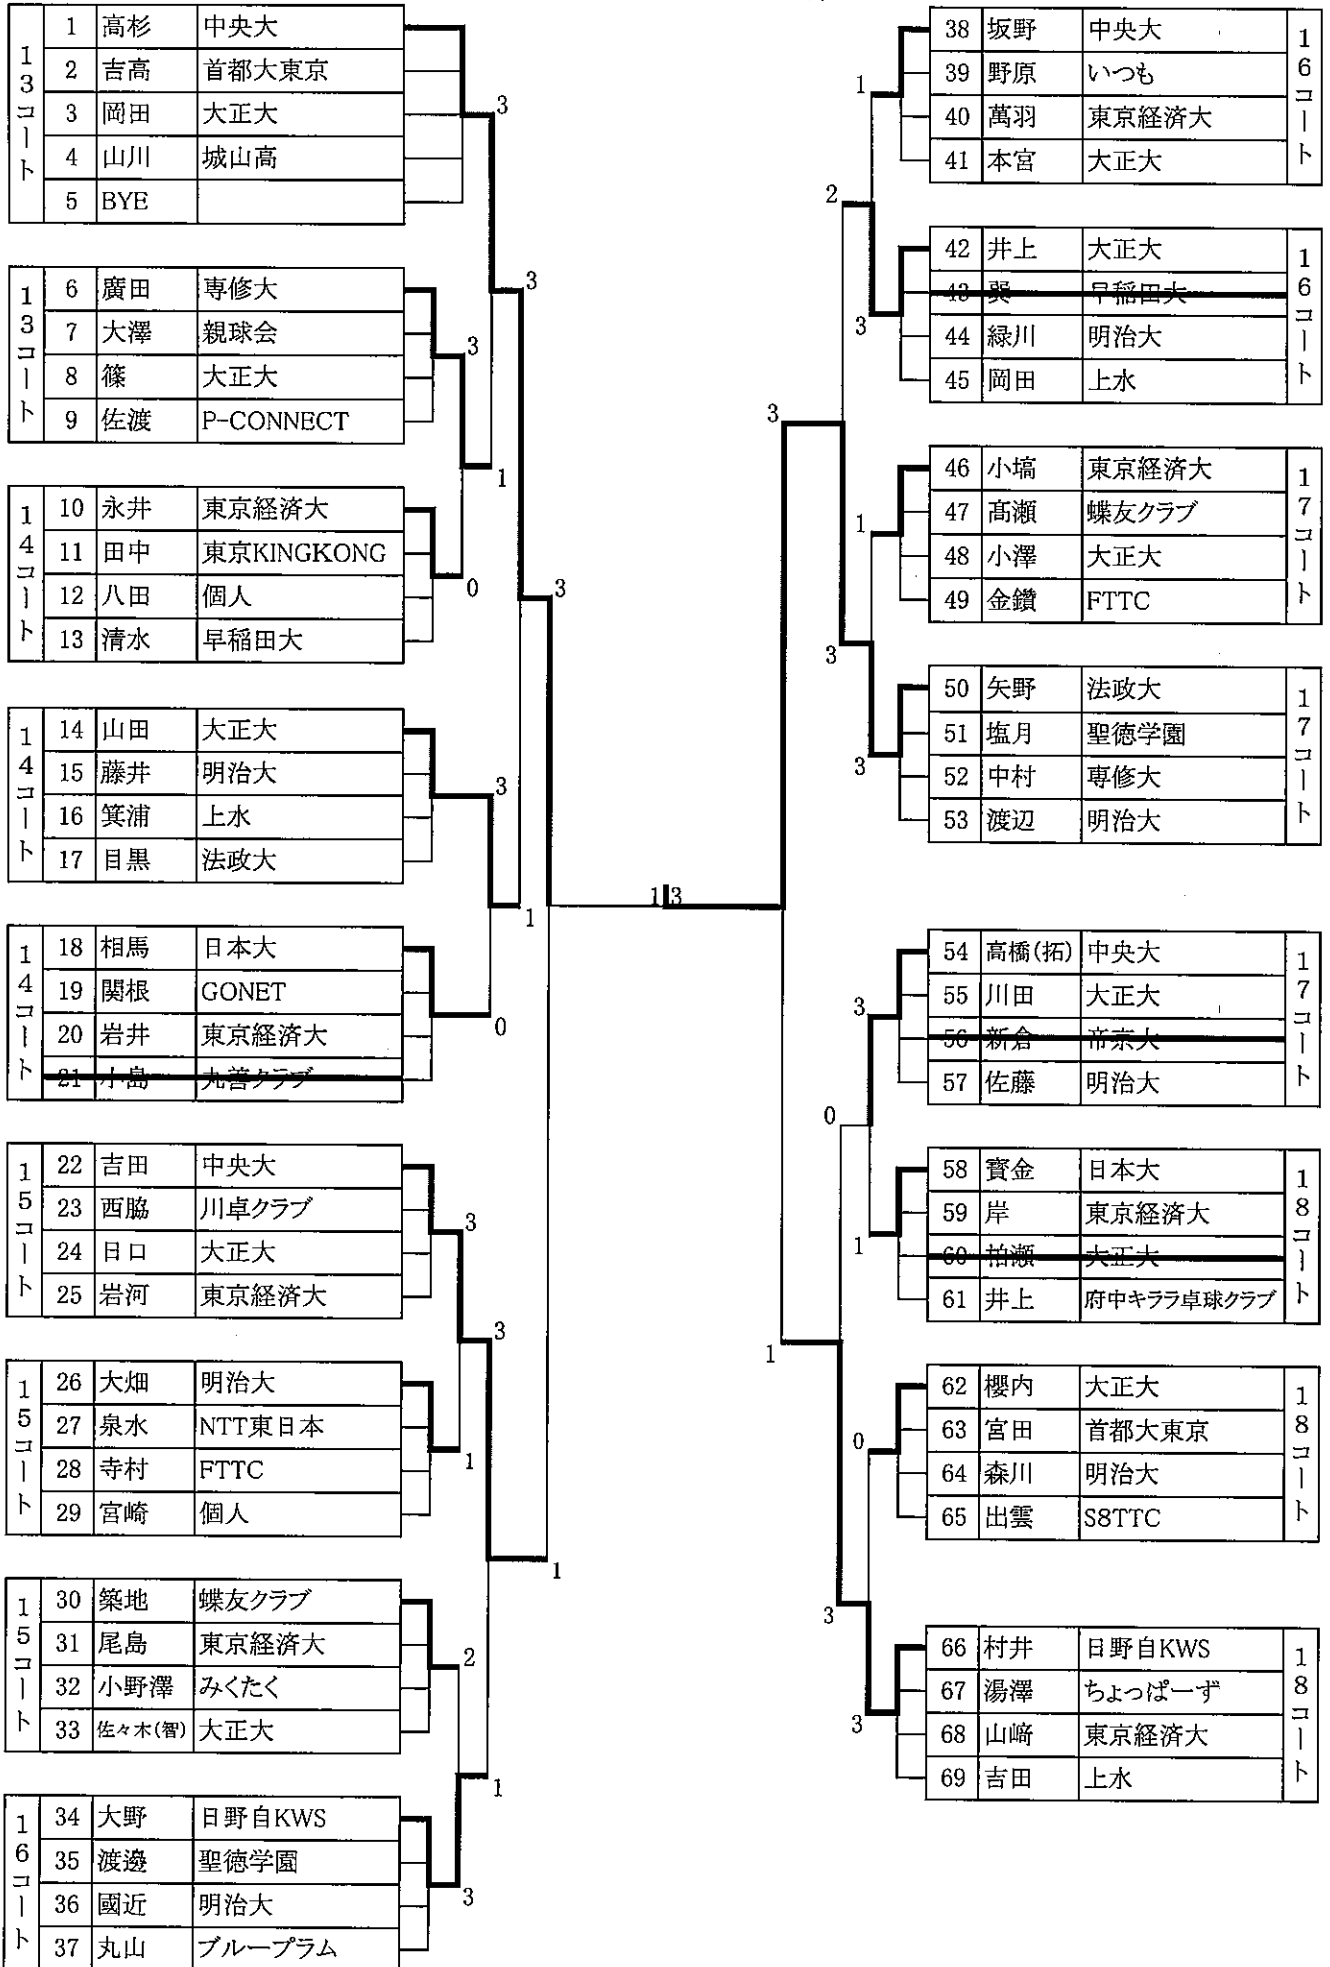 13コート
1 高杉 中央大
2 吉高 首都大東京
3 岡田 大正大
4 山川 城山高
5 BYE
13コート
6 廣田 専修大
7 大澤 親球会
8 篠 大正大
9 佐渡 P-CONNECT
14コート
10 永井 東京経済大
11 田中 東京KINGKONG
12 八田 個人
13 清水 早稲田大
14コート
14 山田 大正大
15 藤井 明治大
16 箕浦 上水
17 目黒 法政大
14コート
18 相馬 日本大
19 関根 GONET
20 岩井 東京経済大
21 小島 丸善クラブ
15コート
22 吉田 中央大
23 西脇 川卓クラブ
24 日口 大正大
25 岩河 東京経済大
15コート
26 大畑 明治大
27 泉水 NTT東日本
28 寺村 FTTC
29 宮崎 個人
15コート
30 築地 蝶友クラブ
31 尾島 東京経済大
32 小野澤 みくたく
33 佐々木(智) 大正大
16コート
34 大野 日野自KWS
35 渡邊 聖徳学園
36 國近 明治大
37 丸山 ブループラム
3
3
3
1
0
3
3
1
0
3
3
1
1
2
1
3
1 3
16コート
38 坂野 中央大
39 野原 いつも
40 萬羽 東京経済大
41 本宮 大正大
16コート
42 井上 大正大
43 巽 早稲田大
44 緑川 明治大
45 岡田 上水
17コート
46 小塙 東京経済大
47 髙瀬 蝶友クラブ
48 小澤 大正大
49 金鑽 FTTC
17コート
50 矢野 法政大
51 塩月 聖徳学園
52 中村 専修大
53 渡辺 明治大
17コート
54 高橋(拓) 中央大
55 川田 大正大
56 新倉 帝京大
57 佐藤 明治大
18コート
58 寳金 日本大
59 岸 東京経済大
60 柏瀬 大正大
61 井上 府中キララ卓球クラブ
18コート
62 櫻内 大正大
63 宮田 首都大東京
64 森川 明治大
65 出雲 S8TTC
18コート
66 村井 日野自KWS
67 湯澤 ちょっぱーず
68 山﨑 東京経済大
69 吉田 上水
1
2
3
3
1
3
3
3
0
1
1
0
3
3